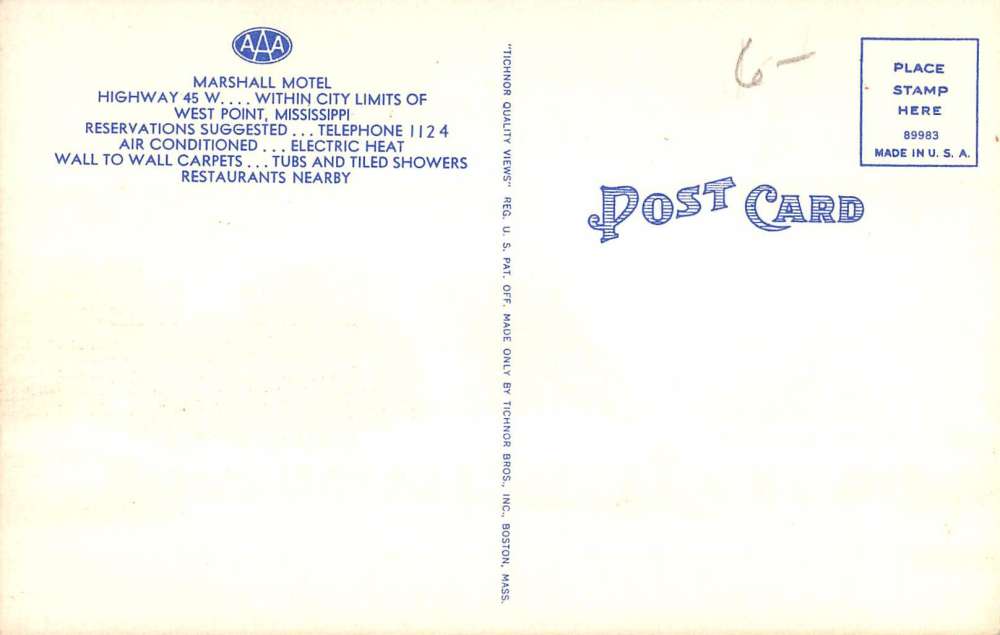 AAA
MARSHALL MOTEL
HIGHWAY 45 W. . . . WITHIN CITY LIMITS OF
WEST POINT, MISSISSIPPI
RESERVATIONS SUGGESTED . . . TELEPHONE 1124
AIR CONDITIONED . . . ELECTRIC HEAT
WALL TO WALL CARPETS . . . TUBS AND TILED SHOWERS
RESTAURANTS NEARBY
"TICHNOR QUALITY VIEWS" REG. U. S. PAT. OFF. MADE ONLY BY TICHNOR BROS., INC., BOSTON, MASS.
6-
POST CARD
PLACE
STAMP
HERE
89983
MADE IN U. S. A.